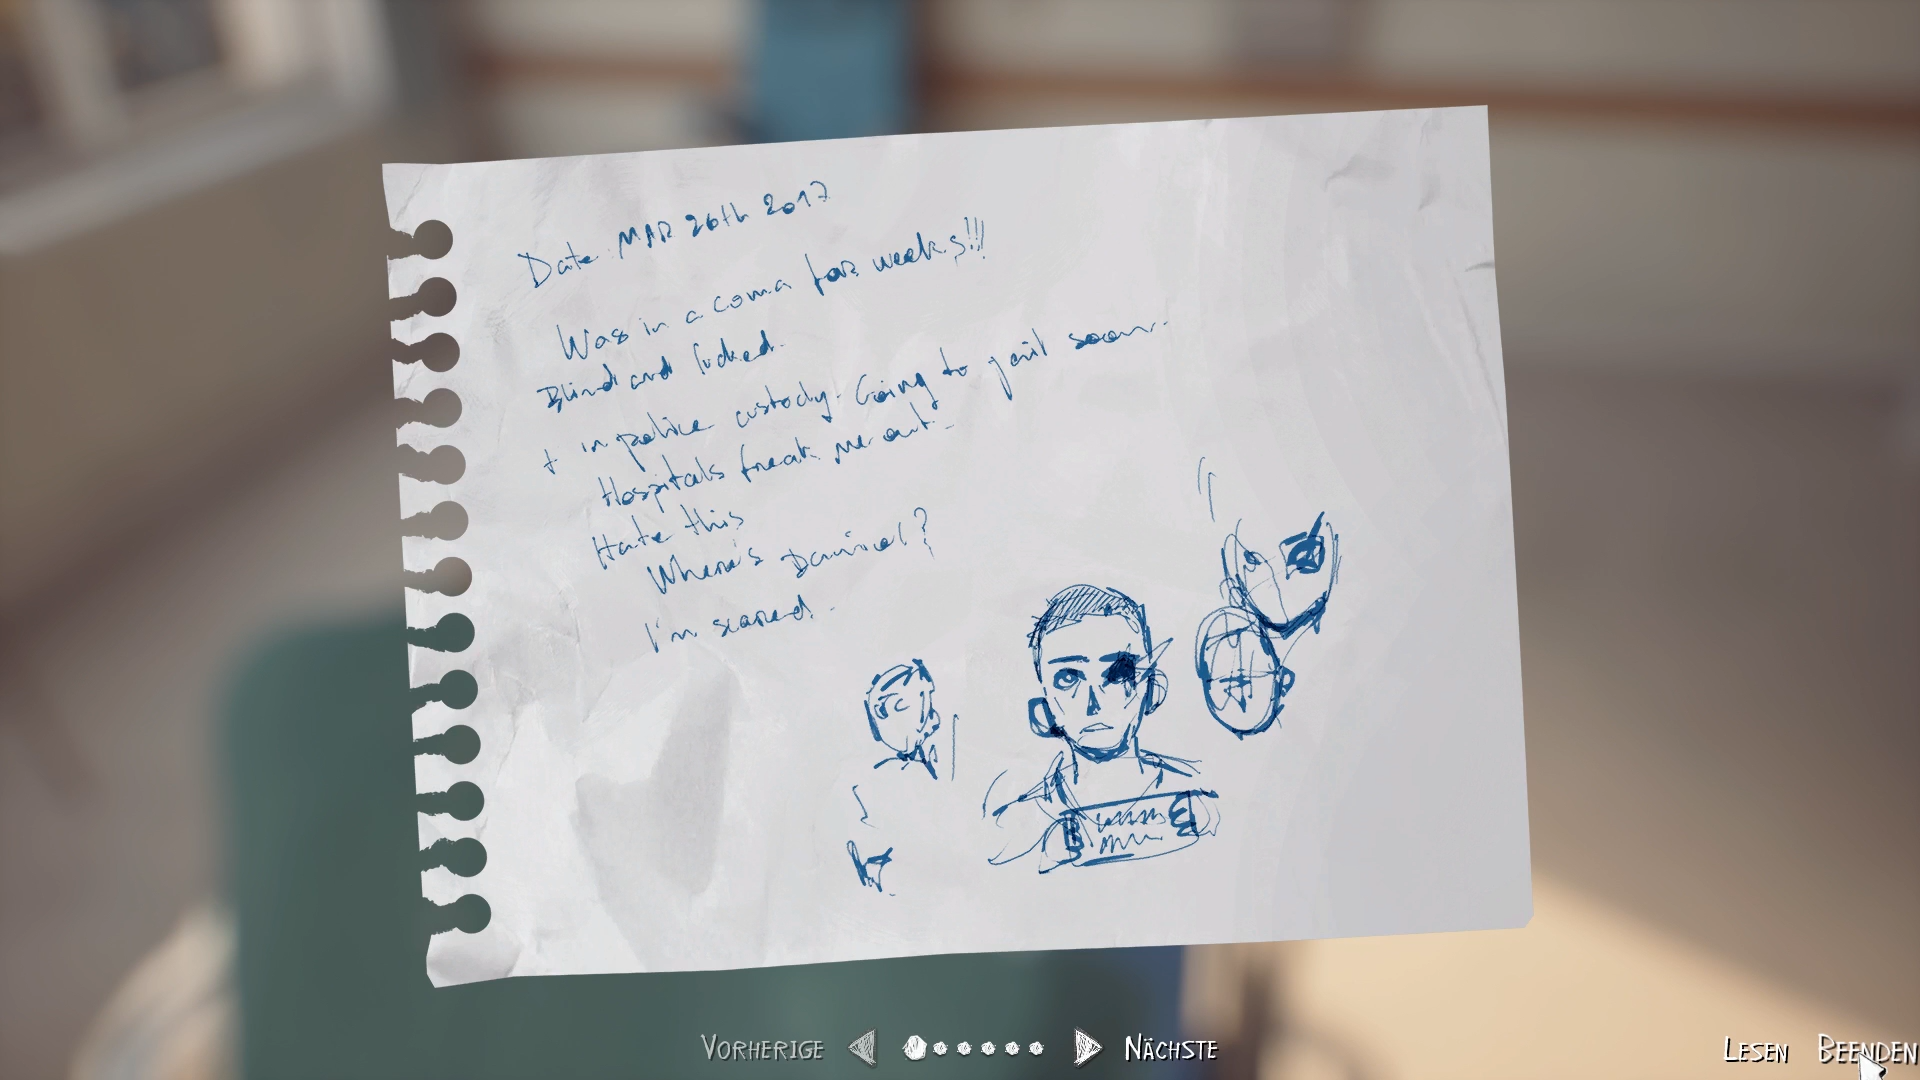 Date: MAR 26th 2017
Was in a coma for weeks!!!
Blind and fucked.
+ in police custody. Going to jail soon.
Hospitals freak me out.
Hate this
Where's Daniel?
I'm scared.
VORHERIGE
NÄCHSTE
LESEN
BEENDEN